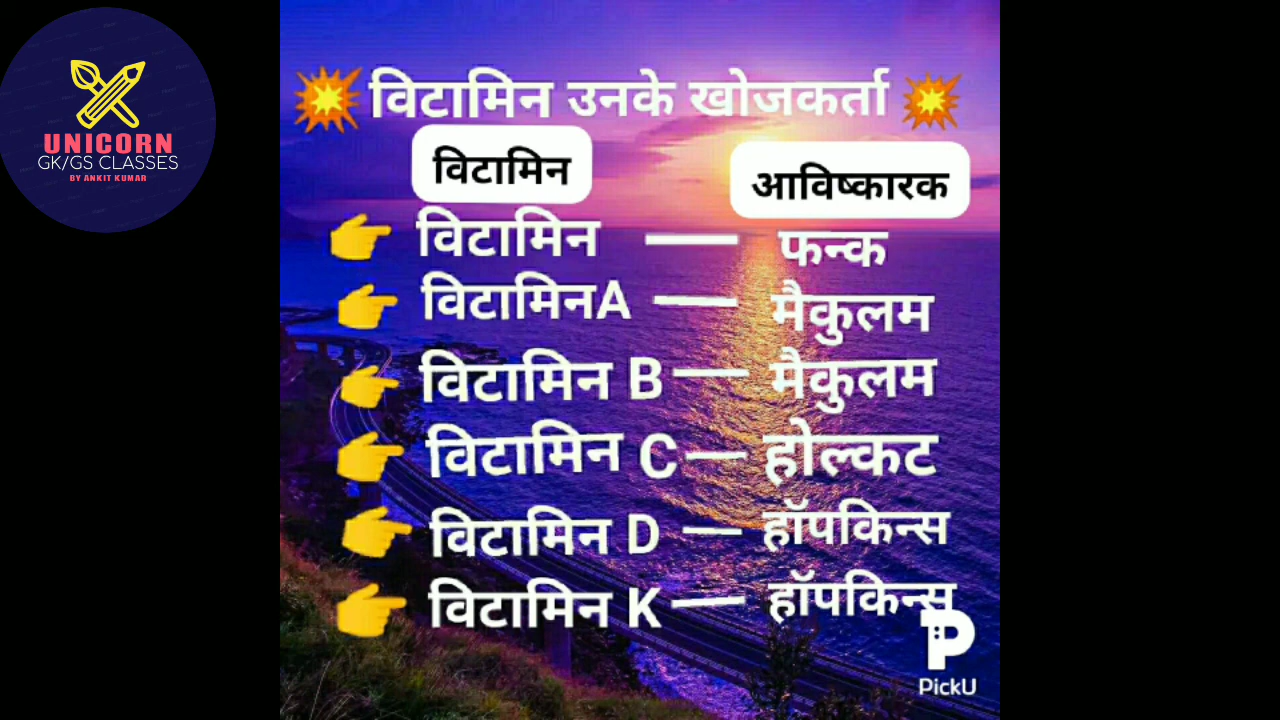 UNICORN
GK/GS CLASSES
BY ANKIT KUMAR
💥विटामिन उनके खोजकर्ता 💥
विटामिन आविष्कारक
👉 विटामिन — फन्क
👉 विटामिनA — मैकुलम
👉 विटामिन B — मैकुलम
👉 विटामिन C — होल्कट
👉 विटामिन D — हॉपकिन्स
👉 विटामिन K — हॉपकिन्स
PickU